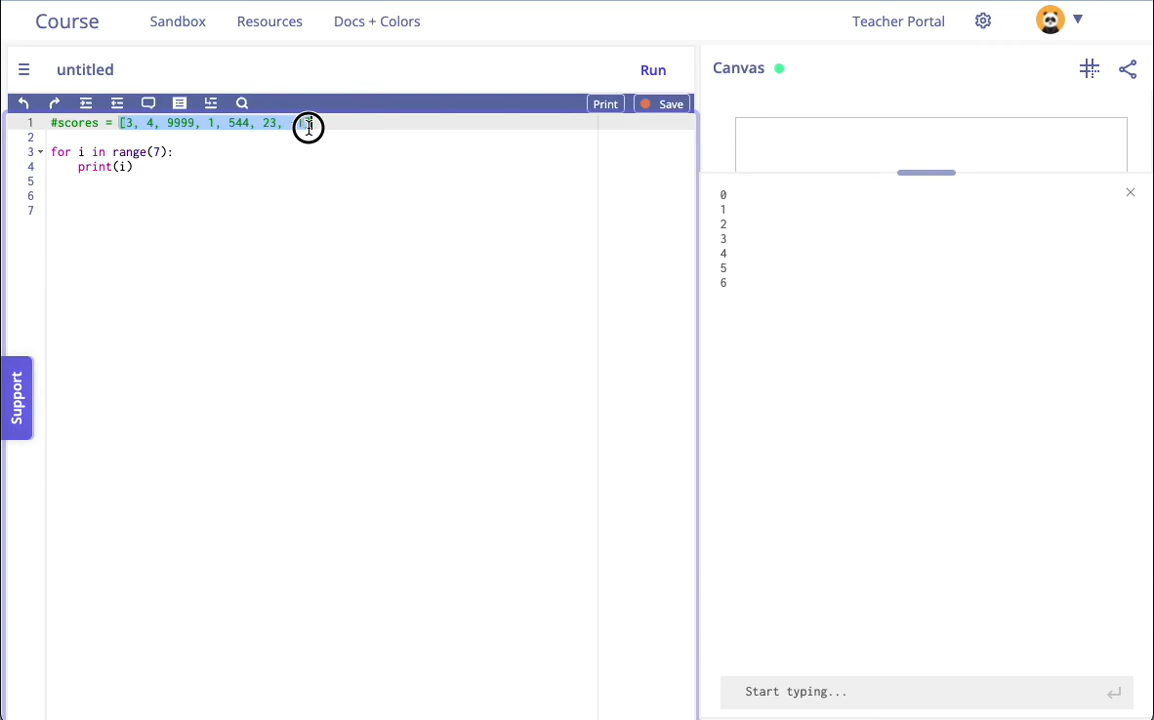 Course Sandbox Resources Docs + Colors Teacher Portal
untitled Run
Canvas
Print Save
1 #scores = [3, 4, 9999, 1, 544, 23,
2
3 for i in range(7):
4 print(i)
5
6
7
0
1
2
3
4
5
6
Support
Start typing...